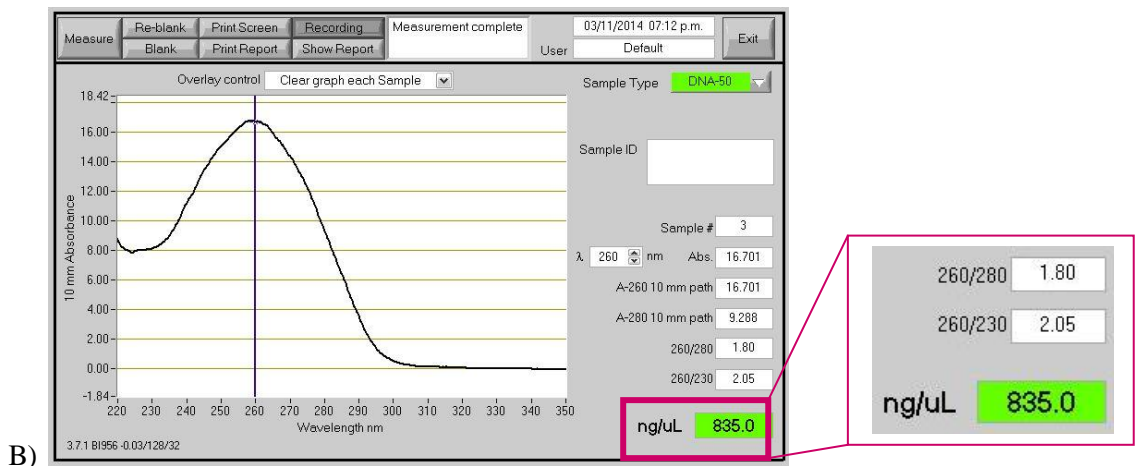 Measure
Re-blank
Print Screen
Recording
Measurement complete
03/11/2014 07:12 p.m.
Exit
Blank
Print Report
Show Report
User
Default
Overlay control Clear graph each Sample
Sample Type DNA-50
18.42
16.00
14.00
12.00
10.00
8.00
6.00
4.00
2.00
0.00
-1.84
10 mm Absorbance
220 230 240 250 260 270 280 290 300 310 320 330 340 350
Wavelength nm
3.7.1 BI956 -0.03/128/32
Sample ID
Sample # 3
λ 260 nm Abs. 16.701
A-260 10 mm path 16.701
A-280 10 mm path 9.288
260/280 1.80
260/230 2.05
ng/uL 835.0
260/280 1.80
260/230 2.05
ng/uL 835.0
B)